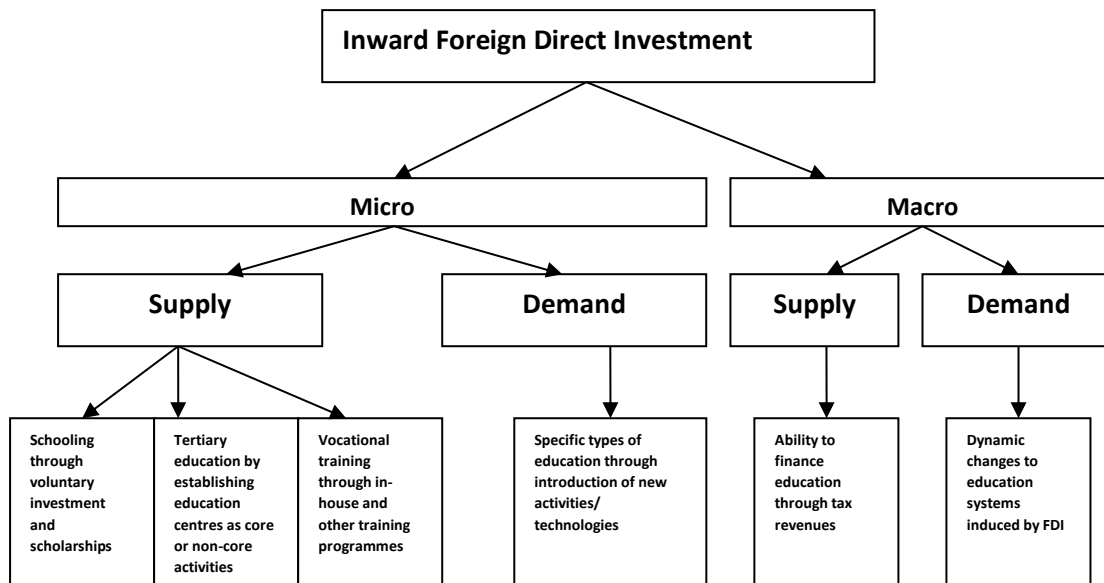 Inward Foreign Direct Investment
Micro
Macro
Supply
Demand
Supply
Demand
Schooling
through
voluntary
investment
and
scholarships
Tertiary
education by
establishing
education
centres as core
or non-core
activities
Vocational
training
through in-
house and
other training
programmes
Specific types of
education through
introduction of new
activities/
technologies
Ability to
finance
education
through tax
revenues
Dynamic
changes to
education
systems
induced by FDI